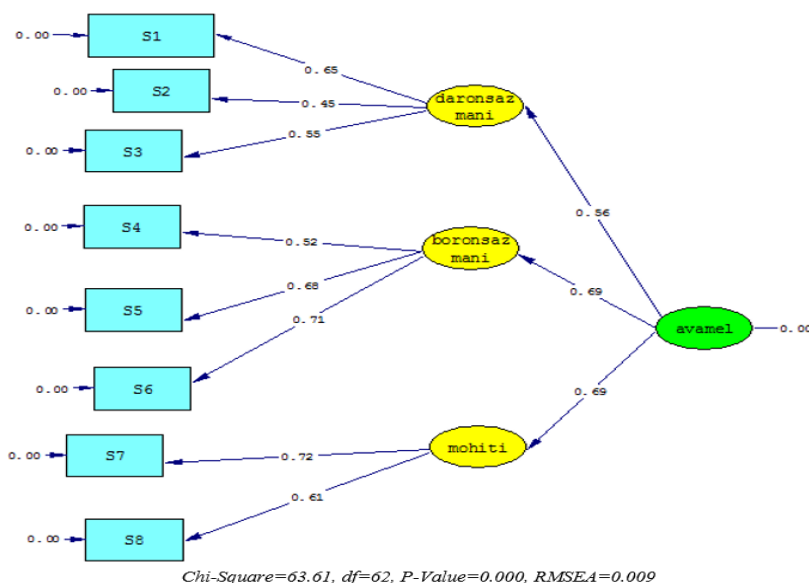 0.00 S1
0.65
0.00 S2
0.45
daronsaz
mani
0.00 S3
0.55
0.56
0.00 S4
0.52
boronsaz
mani
0.68
0.69
0.00 S5
0.71
avamel 0.00
0.00 S6
0.69
mohiti
0.00 S7
0.72
0.61
0.00 S8
Chi-Square=63.61, df=62, P-Value=0.000, RMSEA=0.009